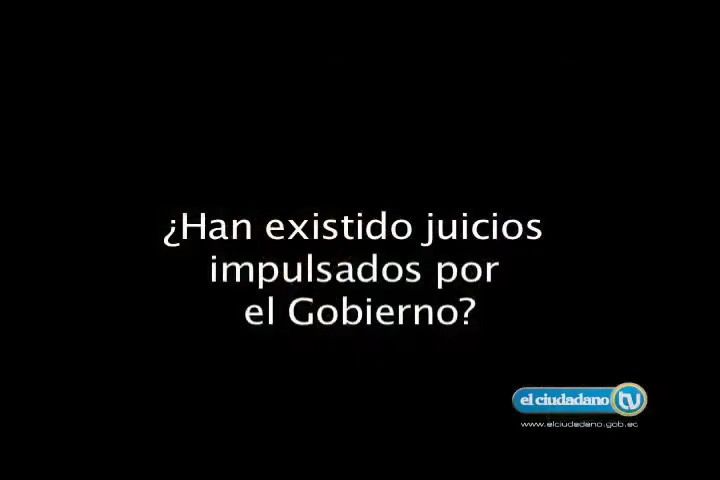 ¿Han existido juicios
impulsados por
el Gobierno?
el ciudadano tv
www.elciudadano.gob.ec